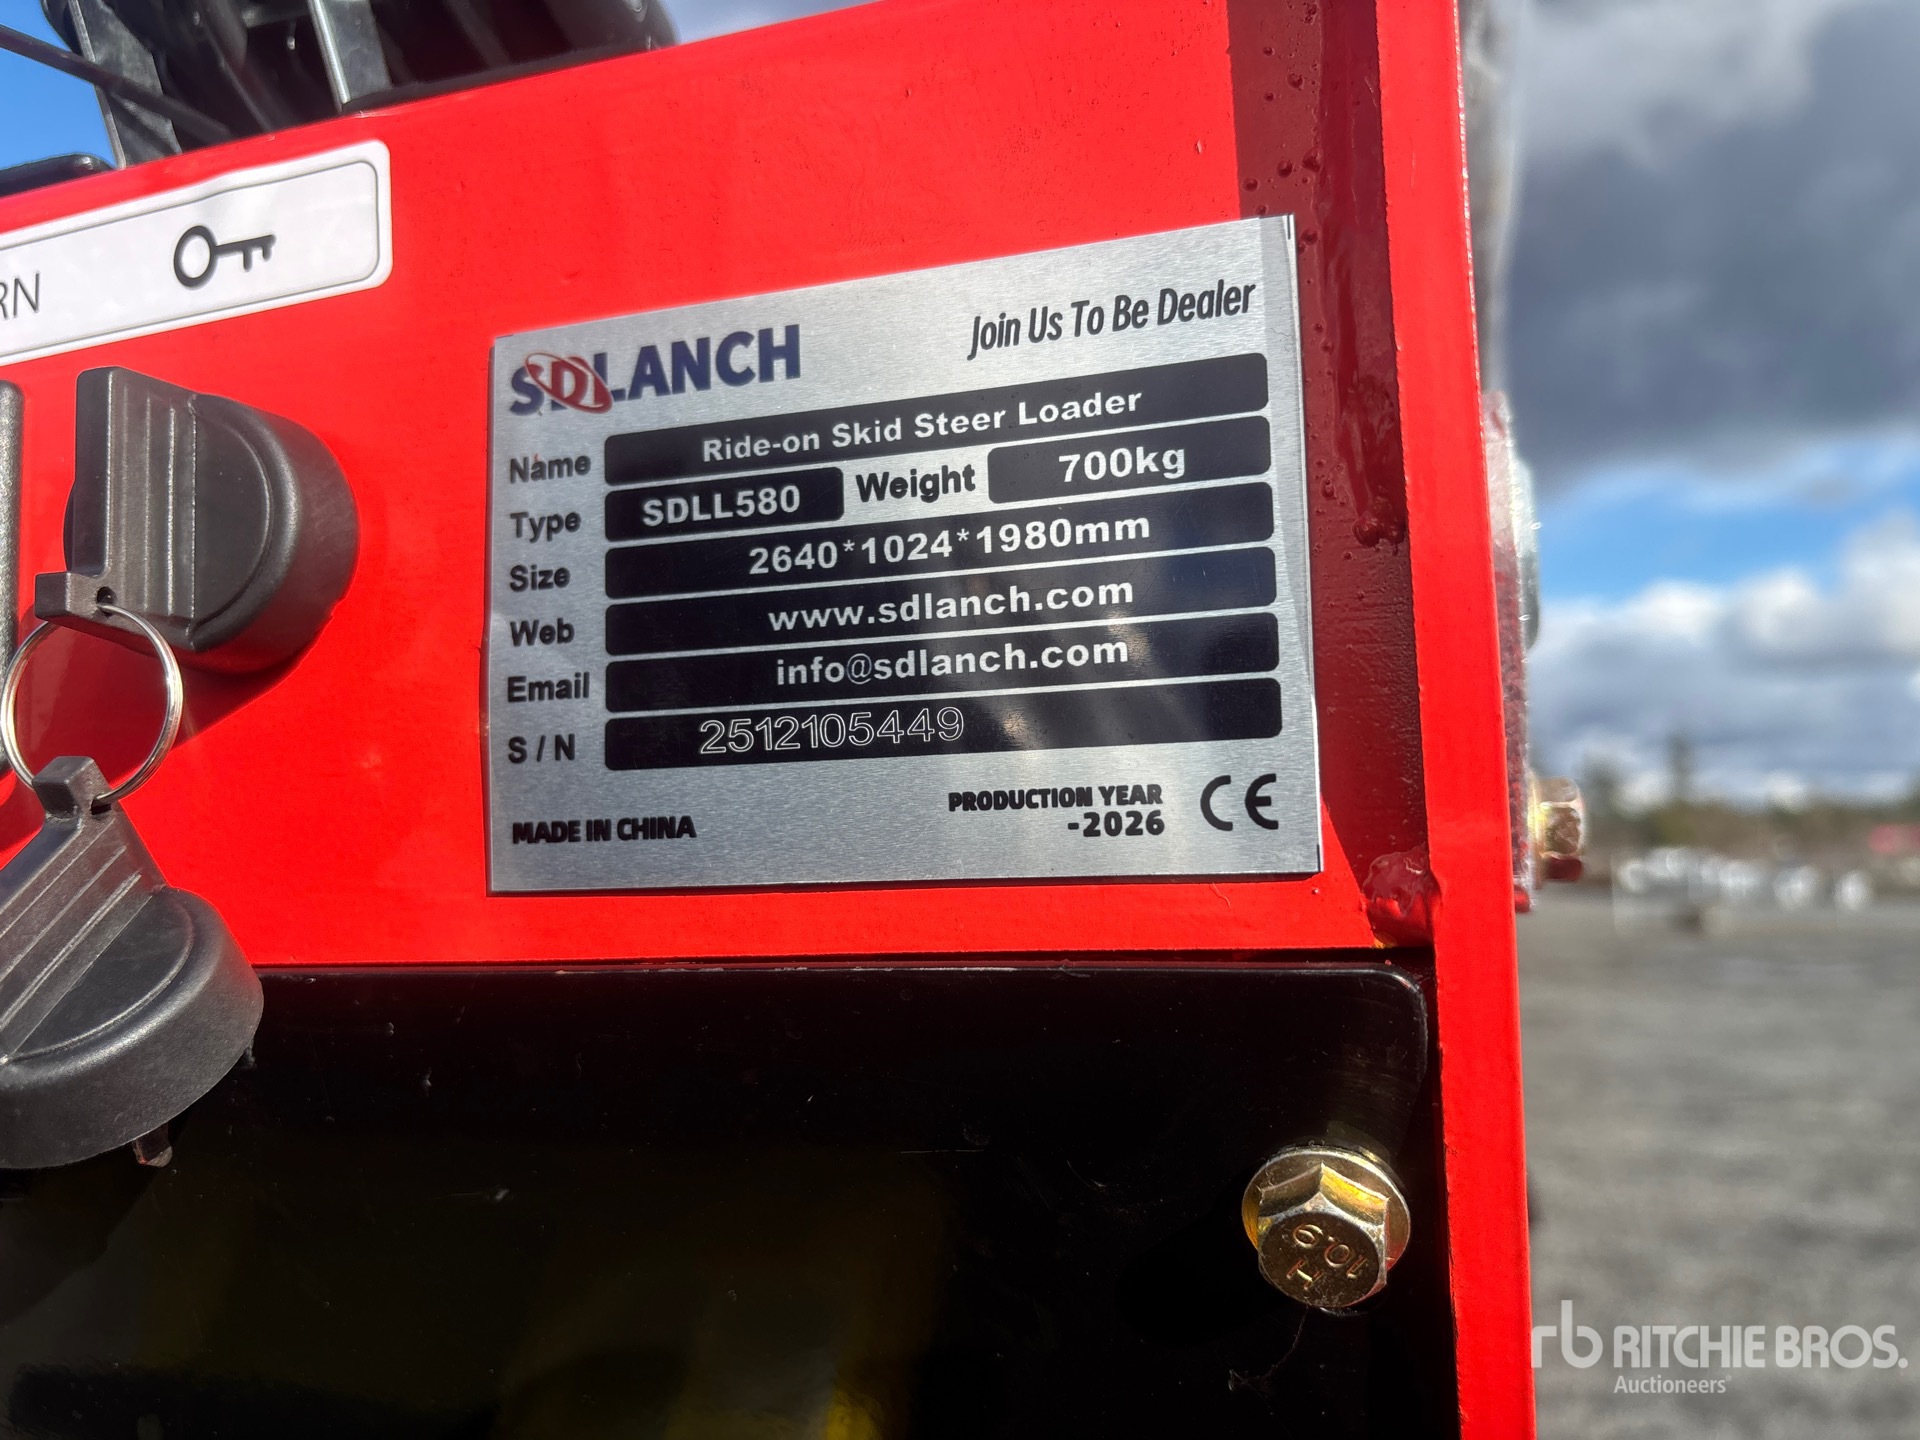 RN
SDLLANCH
Join Us To Be Dealer
Name Ride-on Skid Steer Loader
Type SDLL580 Weight 700kg
Size 2640*1024*1980mm
Web www.sdlanch.com
Email info@sdlanch.com
S / N 2512105449
MADE IN CHINA
PRODUCTION YEAR
-2026
CE
10.9
H
rb RITCHIE BROS.
Auctioneers